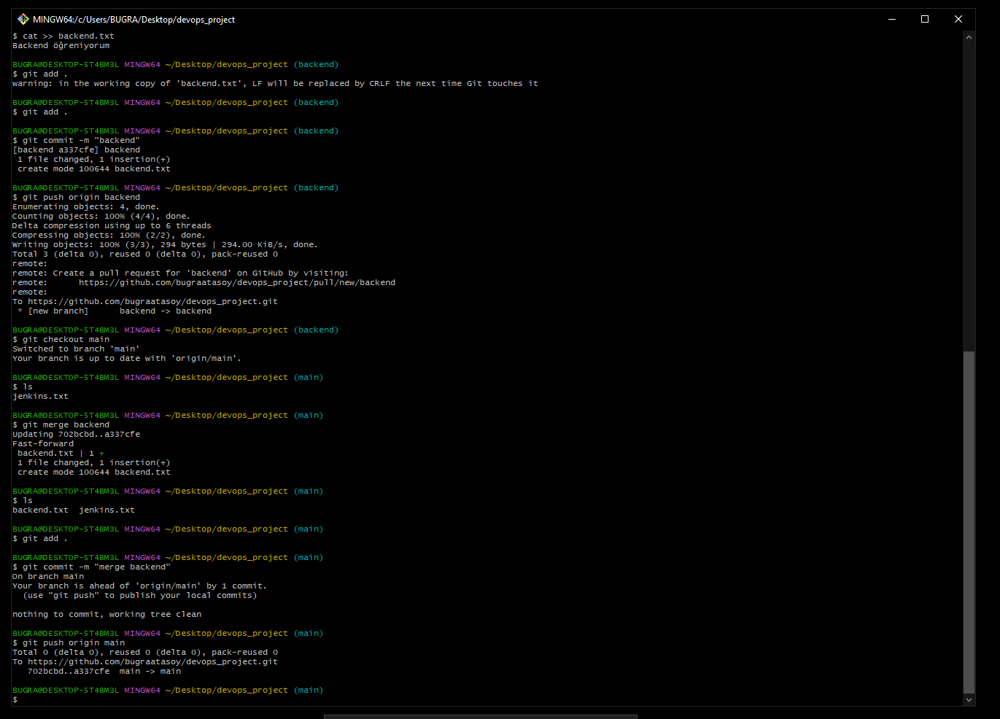 MINGW64:/c/Users/BUGRA/Desktop/devops_project
$ cat >> backend.txt
Backend öğreniyorum
BUGRA@DESKTOP-5T4BM3L MINGW64 ~/Desktop/devops_project (backend)
$ git add .
warning: in the working copy of 'backend.txt', LF will be replaced by CRLF the next time Git touches it
BUGRA@DESKTOP-5T4BM3L MINGW64 ~/Desktop/devops_project (backend)
$ git add .
BUGRA@DESKTOP-5T4BM3L MINGW64 ~/Desktop/devops_project (backend)
$ git commit -m "backend"
[backend a337cfe] backend
 1 file changed, 1 insertion(+)
 create mode 100644 backend.txt
BUGRA@DESKTOP-5T4BM3L MINGW64 ~/Desktop/devops_project (backend)
$ git push origin backend
Enumerating objects: 4, done.
Counting objects: 100% (4/4), done.
Delta compression using up to 6 threads
Compressing objects: 100% (2/2), done.
Writing objects: 100% (3/3), 294 bytes | 294.00 KiB/s, done.
Total 3 (delta 0), reused 0 (delta 0), pack-reused 0
remote:
remote: Create a pull request for 'backend' on GitHub by visiting:
remote:      https://github.com/bugraatasoy/devops_project/pull/new/backend
remote:
To https://github.com/bugraatasoy/devops_project.git
 * [new branch]      backend -> backend
BUGRA@DESKTOP-5T4BM3L MINGW64 ~/Desktop/devops_project (backend)
$ git checkout main
Switched to branch 'main'
Your branch is up to date with 'origin/main'.
BUGRA@DESKTOP-5T4BM3L MINGW64 ~/Desktop/devops_project (main)
$ ls
jenkins.txt
BUGRA@DESKTOP-5T4BM3L MINGW64 ~/Desktop/devops_project (main)
$ git merge backend
Updating 702bcbd..a337cfe
Fast-forward
 backend.txt | 1 +
 1 file changed, 1 insertion(+)
 create mode 100644 backend.txt
BUGRA@DESKTOP-5T4BM3L MINGW64 ~/Desktop/devops_project (main)
$ ls
backend.txt  jenkins.txt
BUGRA@DESKTOP-5T4BM3L MINGW64 ~/Desktop/devops_project (main)
$ git add .
BUGRA@DESKTOP-5T4BM3L MINGW64 ~/Desktop/devops_project (main)
$ git commit -m "merge backend"
On branch main
Your branch is ahead of 'origin/main' by 1 commit.
  (use "git push" to publish your local commits)
nothing to commit, working tree clean
BUGRA@DESKTOP-5T4BM3L MINGW64 ~/Desktop/devops_project (main)
$ git push origin main
Total 0 (delta 0), reused 0 (delta 0), pack-reused 0
To https://github.com/bugraatasoy/devops_project.git
   702bcbd..a337cfe  main -> main
BUGRA@DESKTOP-5T4BM3L MINGW64 ~/Desktop/devops_project (main)
$